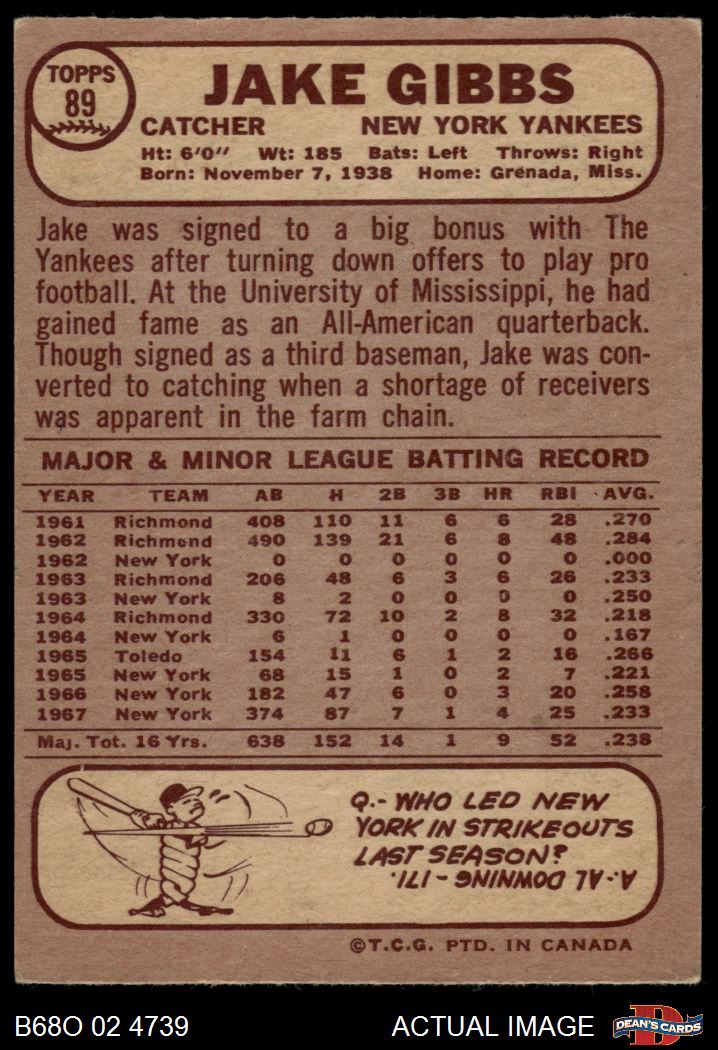 TOPPS
89
JAKE GIBBS
CATCHER NEW YORK YANKEES
Ht: 6'0" Wt: 185 Bats: Left Throws: Right
Born: November 7, 1938 Home: Grenada, Miss.
Jake was signed to a big bonus with The
Yankees after turning down offers to play pro
football. At the University of Mississippi, he had
gained fame as an All-American quarterback.
Though signed as a third baseman, Jake was con-
verted to catching when a shortage of receivers
was apparent in the farm chain.
MAJOR & MINOR LEAGUE BATTING RECORD
YEAR TEAM AB H 2B 3B HR RBI AVG.
1961 Richmond 408 110 11 6 6 28 .270
1962 Richmond 490 139 21 6 8 48 .284
1962 New York 0 0 0 0 0 0 .000
1963 Richmond 206 48 6 3 6 26 .233
1963 New York 8 2 0 0 0 0 .250
1964 Richmond 330 72 10 2 8 32 .218
1964 New York 6 1 0 0 0 0 .167
1965 Toledo 154 11 6 1 2 16 .266
1965 New York 68 15 1 0 2 7 .221
1966 New York 182 47 6 0 3 20 .258
1967 New York 374 87 7 1 4 25 .233
Maj. Tot. 16 Yrs. 638 152 14 1 9 52 .238
Q.- WHO LED NEW
YORK IN STRIKEOUTS
LAST SEASON?
A.- AL DOWNING - 171.
©T.C.G. PTD. IN CANADA
B68O 02 4739 ACTUAL IMAGE DEAN'S CARDS